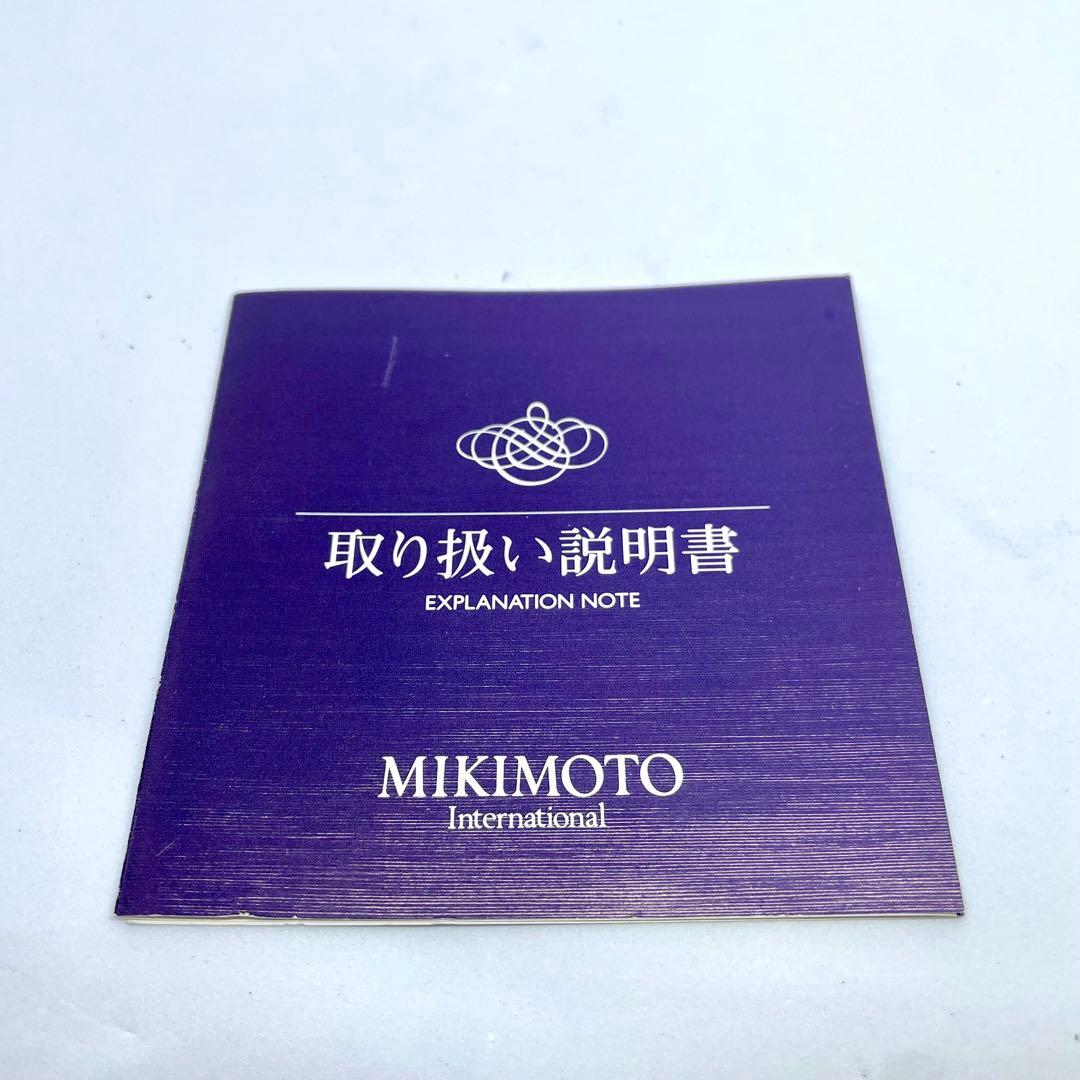 取り扱い説明書
EXPLANATION NOTE
MIKIMOTO
International